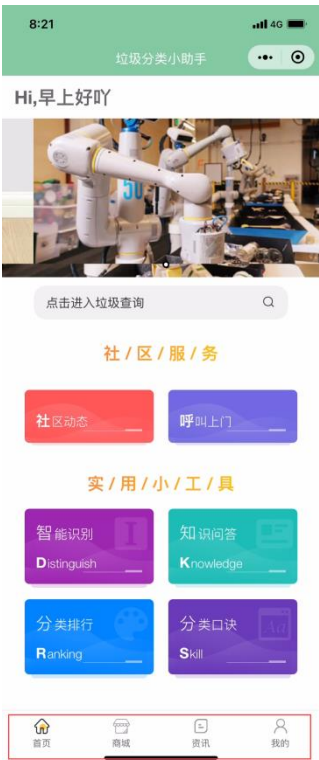 8:21
4G
垃圾分类小助手
Hi,早上好吖
50
点击进入垃圾查询
社/区/服/务
社区动态
呼叫上门
实/用/小/工/具
智能识别
Distinguish
知识问答
Knowledge
分类排行
Ranking
分类口诀
Skill
首页
商城
资讯
我的